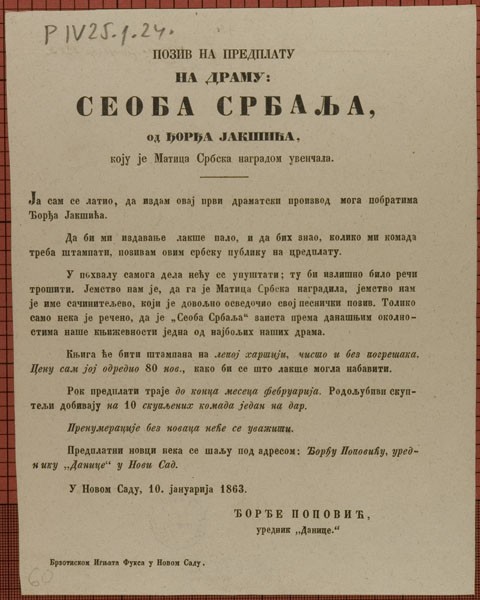 P IV 25.1.24.
ПОЗИВ НА ПРЕДПЛАТУ
НА ДРАМУ:
СЕОБА СРБАЉА,
од ЂОРЂА ЈАКШИЋА,
коју је Матица Србска наградом увенчала.
Ја сам се латио, да издам овај први драматски производ мога побратима
Ђорђа Јакшића.
Да би ми издавање лакше пало, и да бих знао, колико ми комада
треба штампати, позивам овим србску публику на предплату.
У похвалу самога дела нећу се упуштати; ту би излишно било речи
трошити. Јемство нам је, да га је Матица Србска наградила, јемство нам
је име сачинитељево, који је довољно осведочио свој песнички позив. Толико
само нека је речено, да је „Сеоба Србаља“ заиста према данашњим околно-
стима наше књижевности једна од најбољих наших драма.
Књига ће бити штампана на лепој хартији, чисто и без погрешака.
Цену сам јој одредио 80 нов., како би се што лакше могла набавити.
Рок предплати траје до конца месеца фебруарија. Родољубиви скуп-
тељи добивају на 10 скупљених комада један на дар.
Пренумерације без новаца неће се уважити.
Предплатни новци нека се шаљу под адресом: Ђорђу Поповићу, уред-
нику „Данице“ у Нови Сад.
У Новом Саду, 10. јануарија 1863.
ЂОРЂЕ ПОПОВИЋ,
уредник „Данице.“
Брзотиском Игњата Фукса у Новом Саду.
60